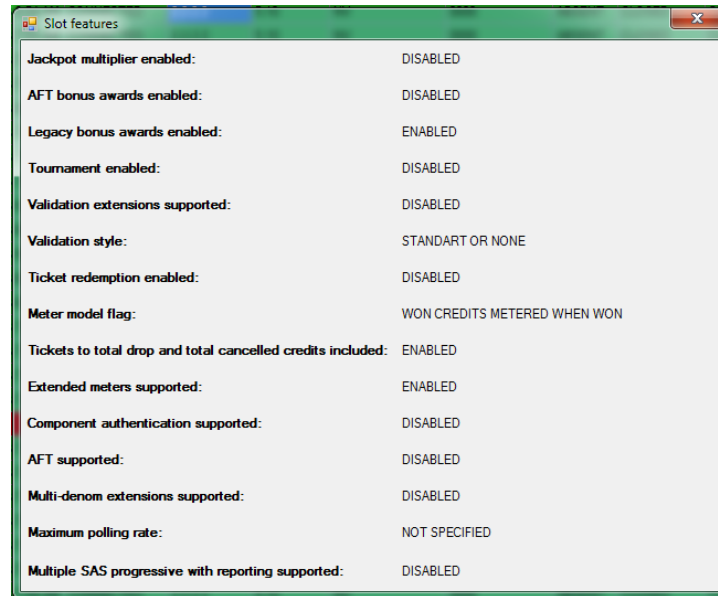 Slot features
Jackpot multiplier enabled: DISABLED
AFT bonus awards enabled: DISABLED
Legacy bonus awards enabled: ENABLED
Tournament enabled: DISABLED
Validation extensions supported: DISABLED
Validation style: STANDART OR NONE
Ticket redemption enabled: DISABLED
Meter model flag: WON CREDITS METERED WHEN WON
Tickets to total drop and total cancelled credits included: ENABLED
Extended meters supported: ENABLED
Component authentication supported: DISABLED
AFT supported: DISABLED
Multi-denom extensions supported: DISABLED
Maximum polling rate: NOT SPECIFIED
Multiple SAS progressive with reporting supported: DISABLED